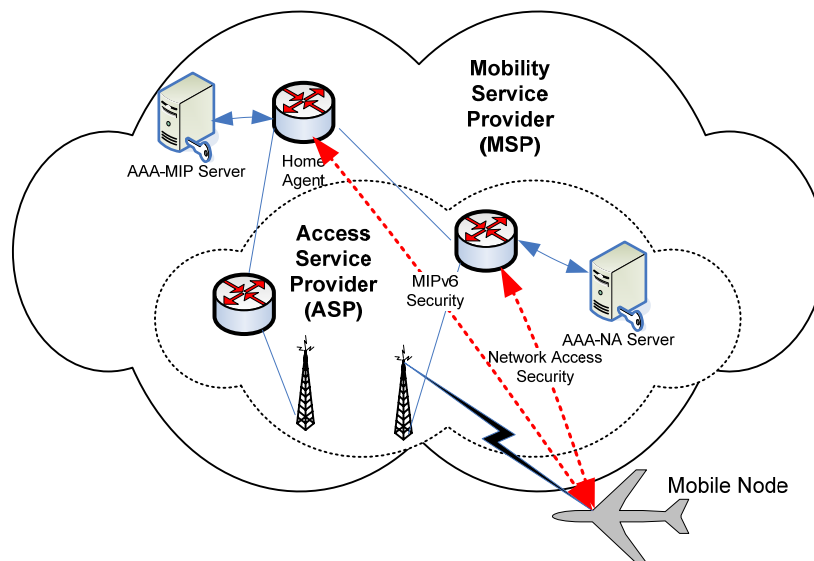 Mobility
Service
Provider
(MSP)
AAA-MIP Server
Home
Agent
Access
Service
Provider
(ASP)
MIPv6
Security
AAA-NA Server
Network Access
Security
Mobile Node